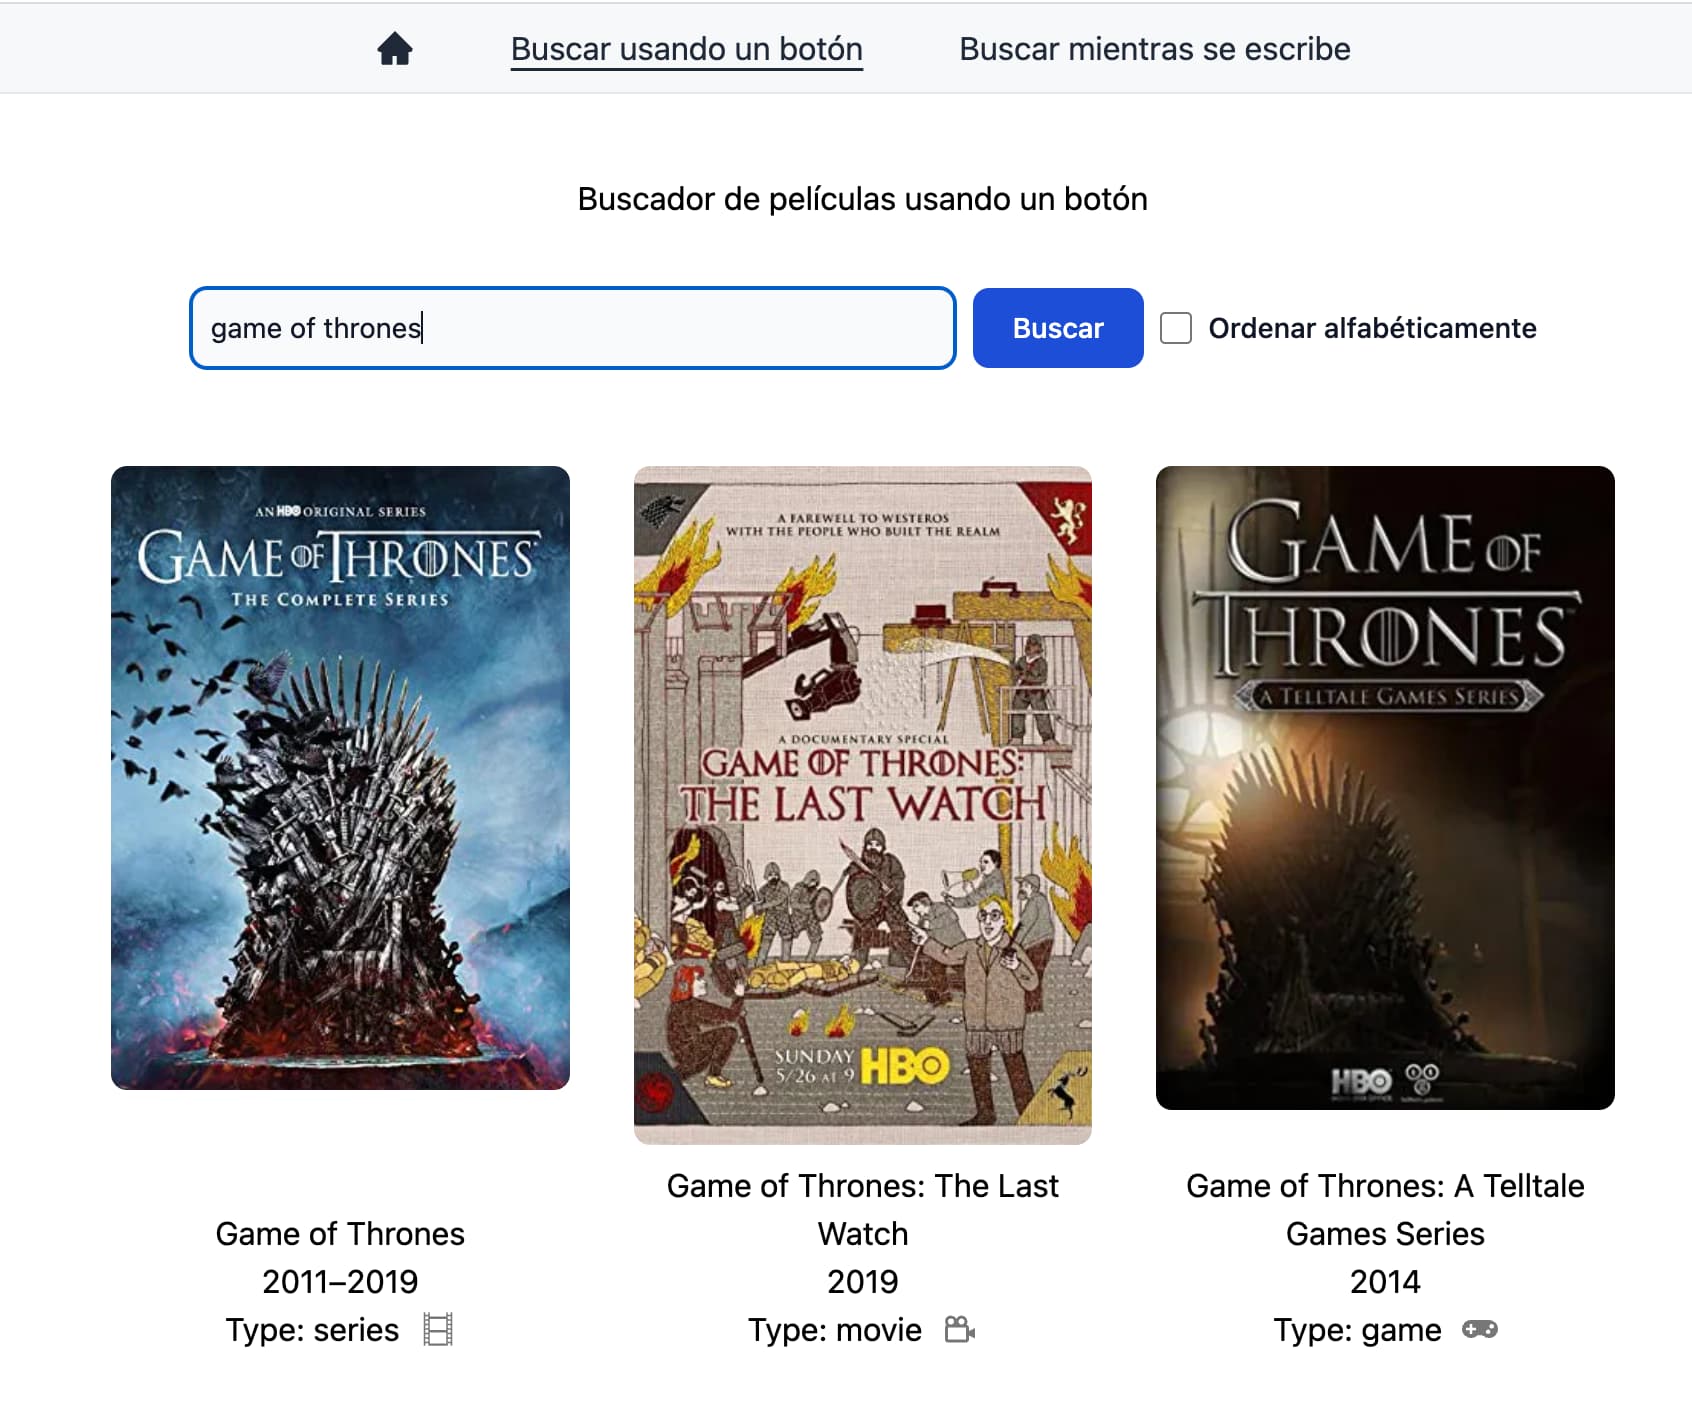 Buscar usando un botón
Buscar mientras se escribe
Buscador de películas usando un botón
game of thrones
Buscar
Ordenar alfabéticamente
AN HBO ORIGINAL SERIES
GAME OF THRONES
THE COMPLETE SERIES
A FAREWELL TO WESTEROS
WITH THE PEOPLE WHO BUILT THE REALM
A DOCUMENTARY SPECIAL
GAME OF THRONES:
THE LAST WATCH
SUNDAY
5/26 AT 9
HBO
GAME OF
THRONES
A TELLTALE GAMES SERIES
HBO
Game of Thrones
2011–2019
Type: series
Game of Thrones: The Last
Watch
2019
Type: movie
Game of Thrones: A Telltale
Games Series
2014
Type: game